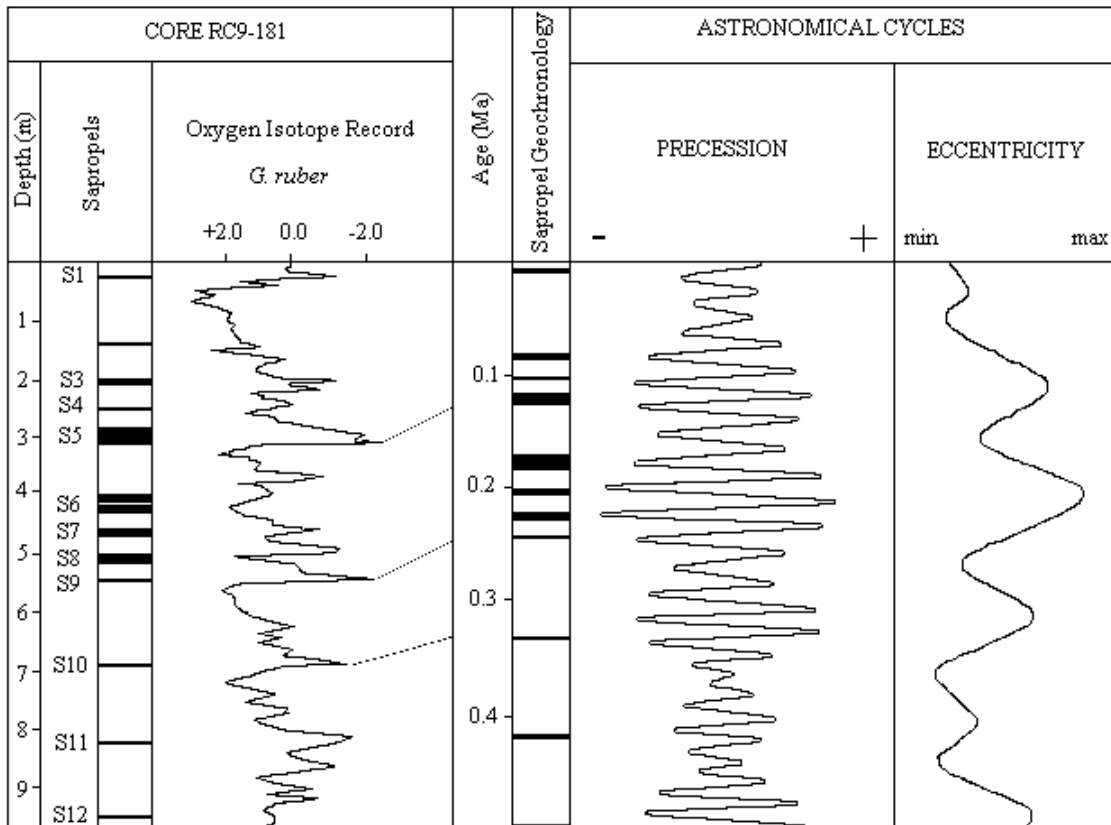 CORE RC9-181
ASTRONOMICAL CYCLES
Depth (m)
Sapropels
Oxygen Isotope Record
G. ruber
+2.0 0.0 -2.0
Age (Ma)
Sapropel Geochronology
PRECESSION
- +
ECCENTRICITY
min max
S1
1
2
S3
S4
3
S5
4
S6
S7
5
S8
S9
6
7
S10
8
S11
9
S12
0.1
0.2
0.3
0.4